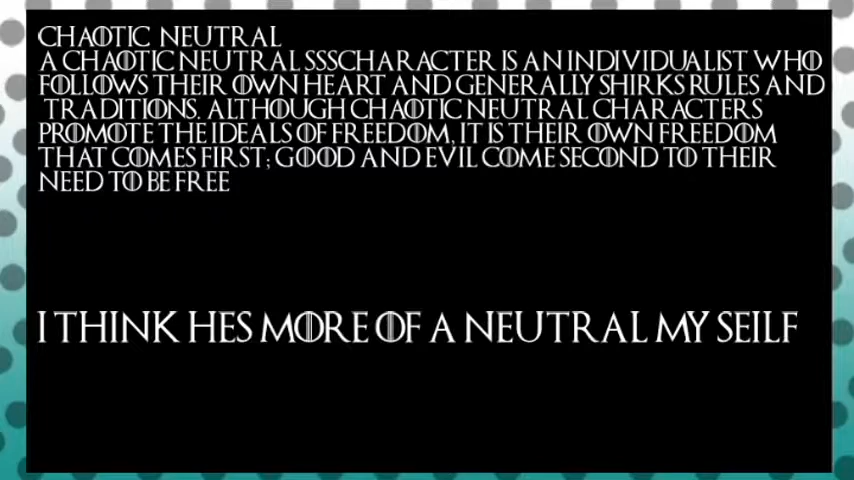 CHAOTIC NEUTRAL
A CHAOTIC NEUTRAL SSSCHARACTER IS AN INDIVIDUALIST WHO
FOLLOWS THEIR OWN HEART AND GENERALLY SHIRKS RULES AND
TRADITIONS. ALTHOUGH CHAOTIC NEUTRAL CHARACTERS
PROMOTE THE IDEALS OF FREEDOM, IT IS THEIR OWN FREEDOM
THAT COMES FIRST; GOOD AND EVIL COME SECOND TO THEIR
NEED TO BE FREE
I THINK HES MORE OF A NEUTRAL MY SEILF